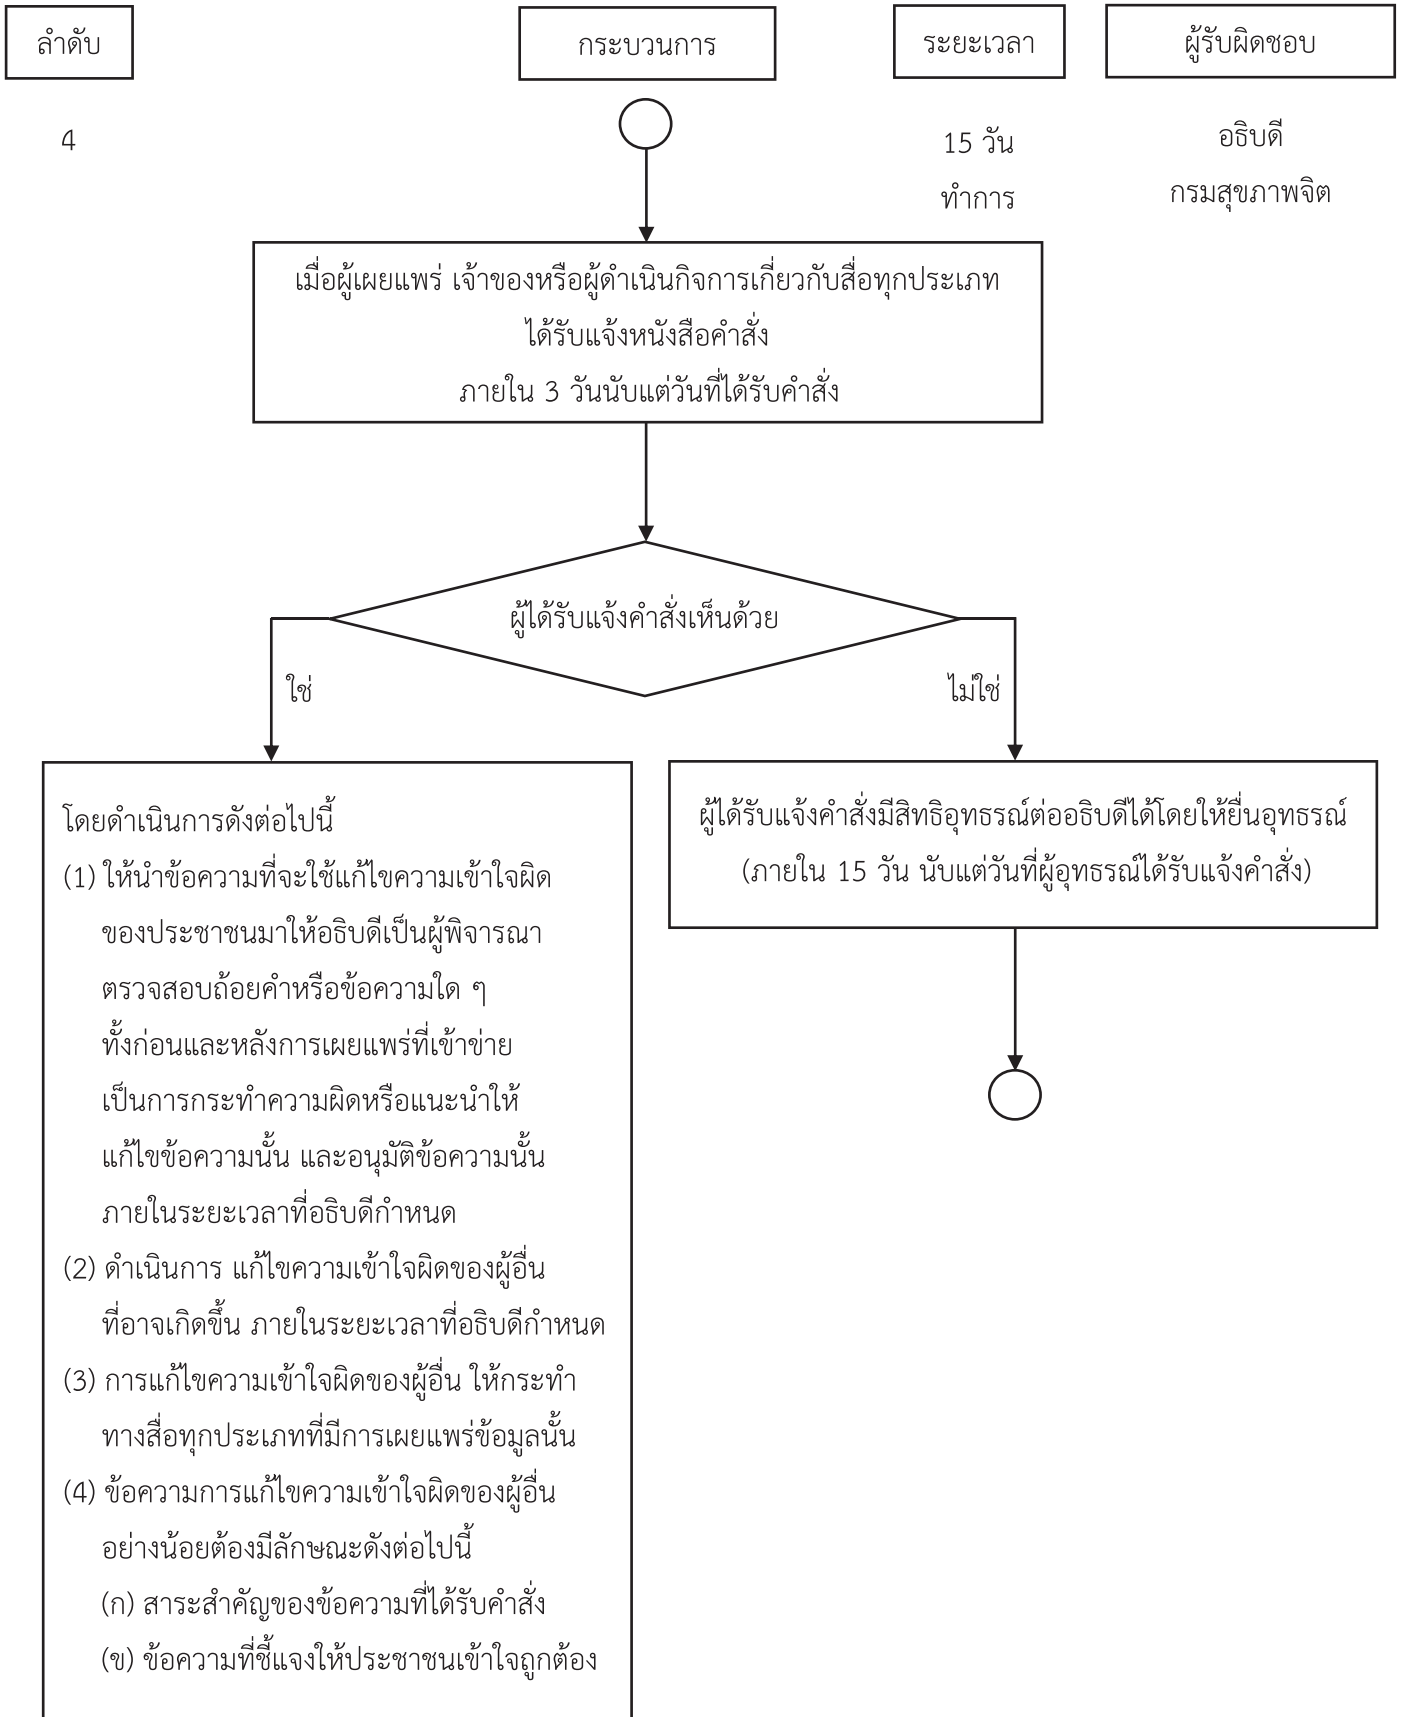 ลำดับ
กระบวนการ
ระยะเวลา
ผู้รับผิดชอบ
4
15 วัน
ทำการ
อธิบดี
กรมสุขภาพจิต
เมื่อผู้เผยแพร่ เจ้าของหรือผู้ดำเนินกิจการเกี่ยวกับสื่อทุกประเภท
ได้รับแจ้งหนังสือคำสั่ง
ภายใน 3 วันนับแต่วันที่ได้รับคำสั่ง
ผู้ได้รับแจ้งคำสั่งเห็นด้วย
ใช่
ไม่ใช่
โดยดำเนินการดังต่อไปนี้
(1) ให้นำข้อความที่จะใช้แก้ไขความเข้าใจผิด
ของประชาชนมาให้อธิบดีเป็นผู้พิจารณา
ตรวจสอบถ้อยคำหรือข้อความใด ๆ
ทั้งก่อนและหลังการเผยแพร่ที่เข้าข่าย
เป็นการกระทำความผิดหรือแนะนำให้
แก้ไขข้อความนั้น และอนุมัติข้อความนั้น
ภายในระยะเวลาที่อธิบดีกำหนด
(2) ดำเนินการ แก้ไขความเข้าใจผิดของผู้อื่น
ที่อาจเกิดขึ้น ภายในระยะเวลาที่อธิบดีกำหนด
(3) การแก้ไขความเข้าใจผิดของผู้อื่น ให้กระทำ
ทางสื่อทุกประเภทที่มีการเผยแพร่ข้อมูลนั้น
(4) ข้อความการแก้ไขความเข้าใจผิดของผู้อื่น
อย่างน้อยต้องมีลักษณะดังต่อไปนี้
(ก) สาระสำคัญของข้อความที่ได้รับคำสั่ง
(ข) ข้อความที่ชี้แจงให้ประชาชนเข้าใจถูกต้อง
ผู้ได้รับแจ้งคำสั่งมีสิทธิอุทธรณ์ต่ออธิบดีได้โดยให้ยื่นอุทธรณ์
(ภายใน 15 วัน นับแต่วันที่ผู้อุทธรณ์ได้รับแจ้งคำสั่ง)